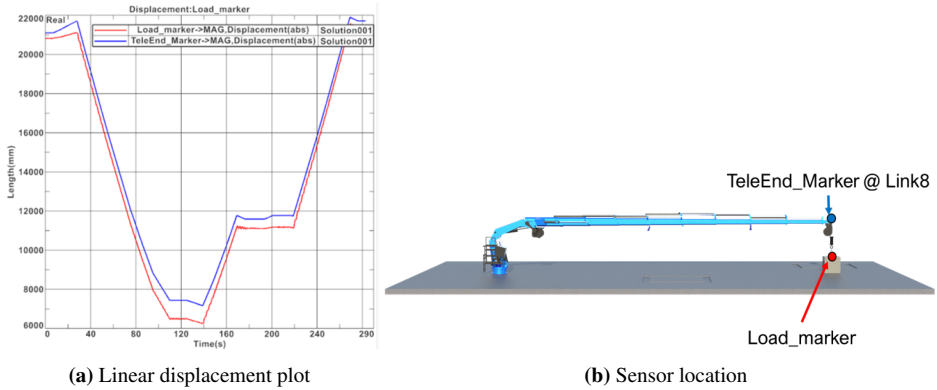 Displacement:Load_marker
22000
Real
Load_marker->MAG,Displacement(abs) Solution001
TeleEnd_Marker->MAG,Displacement(abs) Solution001
20000
18000
16000
14000
Length(mm)
12000
10000
8000
6000
0 40 80 120 160 200 240 290
Time(s)
(a) Linear displacement plot
TeleEnd_Marker @ Link8
Load_marker
(b) Sensor location